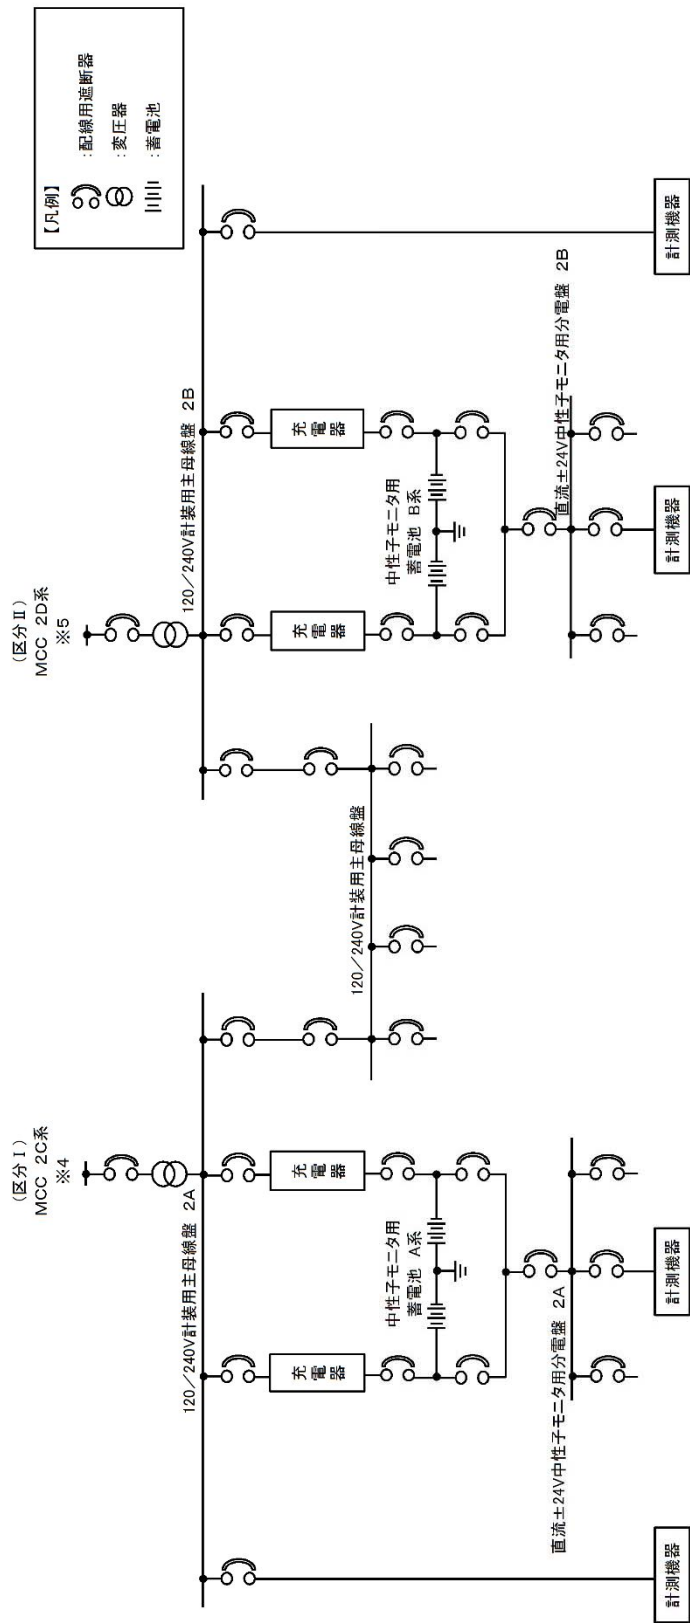 (区分Ⅰ)
MCC 2C系
※4
(区分Ⅱ)
MCC 2D系
※5
【凡例】
:配線用遮断器
:変圧器
:蓄電池
120/240V計装用主母線盤 2A
120/240V計装用主母線盤 2B
充電器
充電器
充電器
充電器
120/240V計装用主母線盤
中性子モニタ用
蓄電池 A系
中性子モニタ用
蓄電池 B系
直流±24V中性子モニタ用分電盤 2A
直流±24V中性子モニタ用分電盤 2B
計測機器
計測機器
計測機器
計測機器